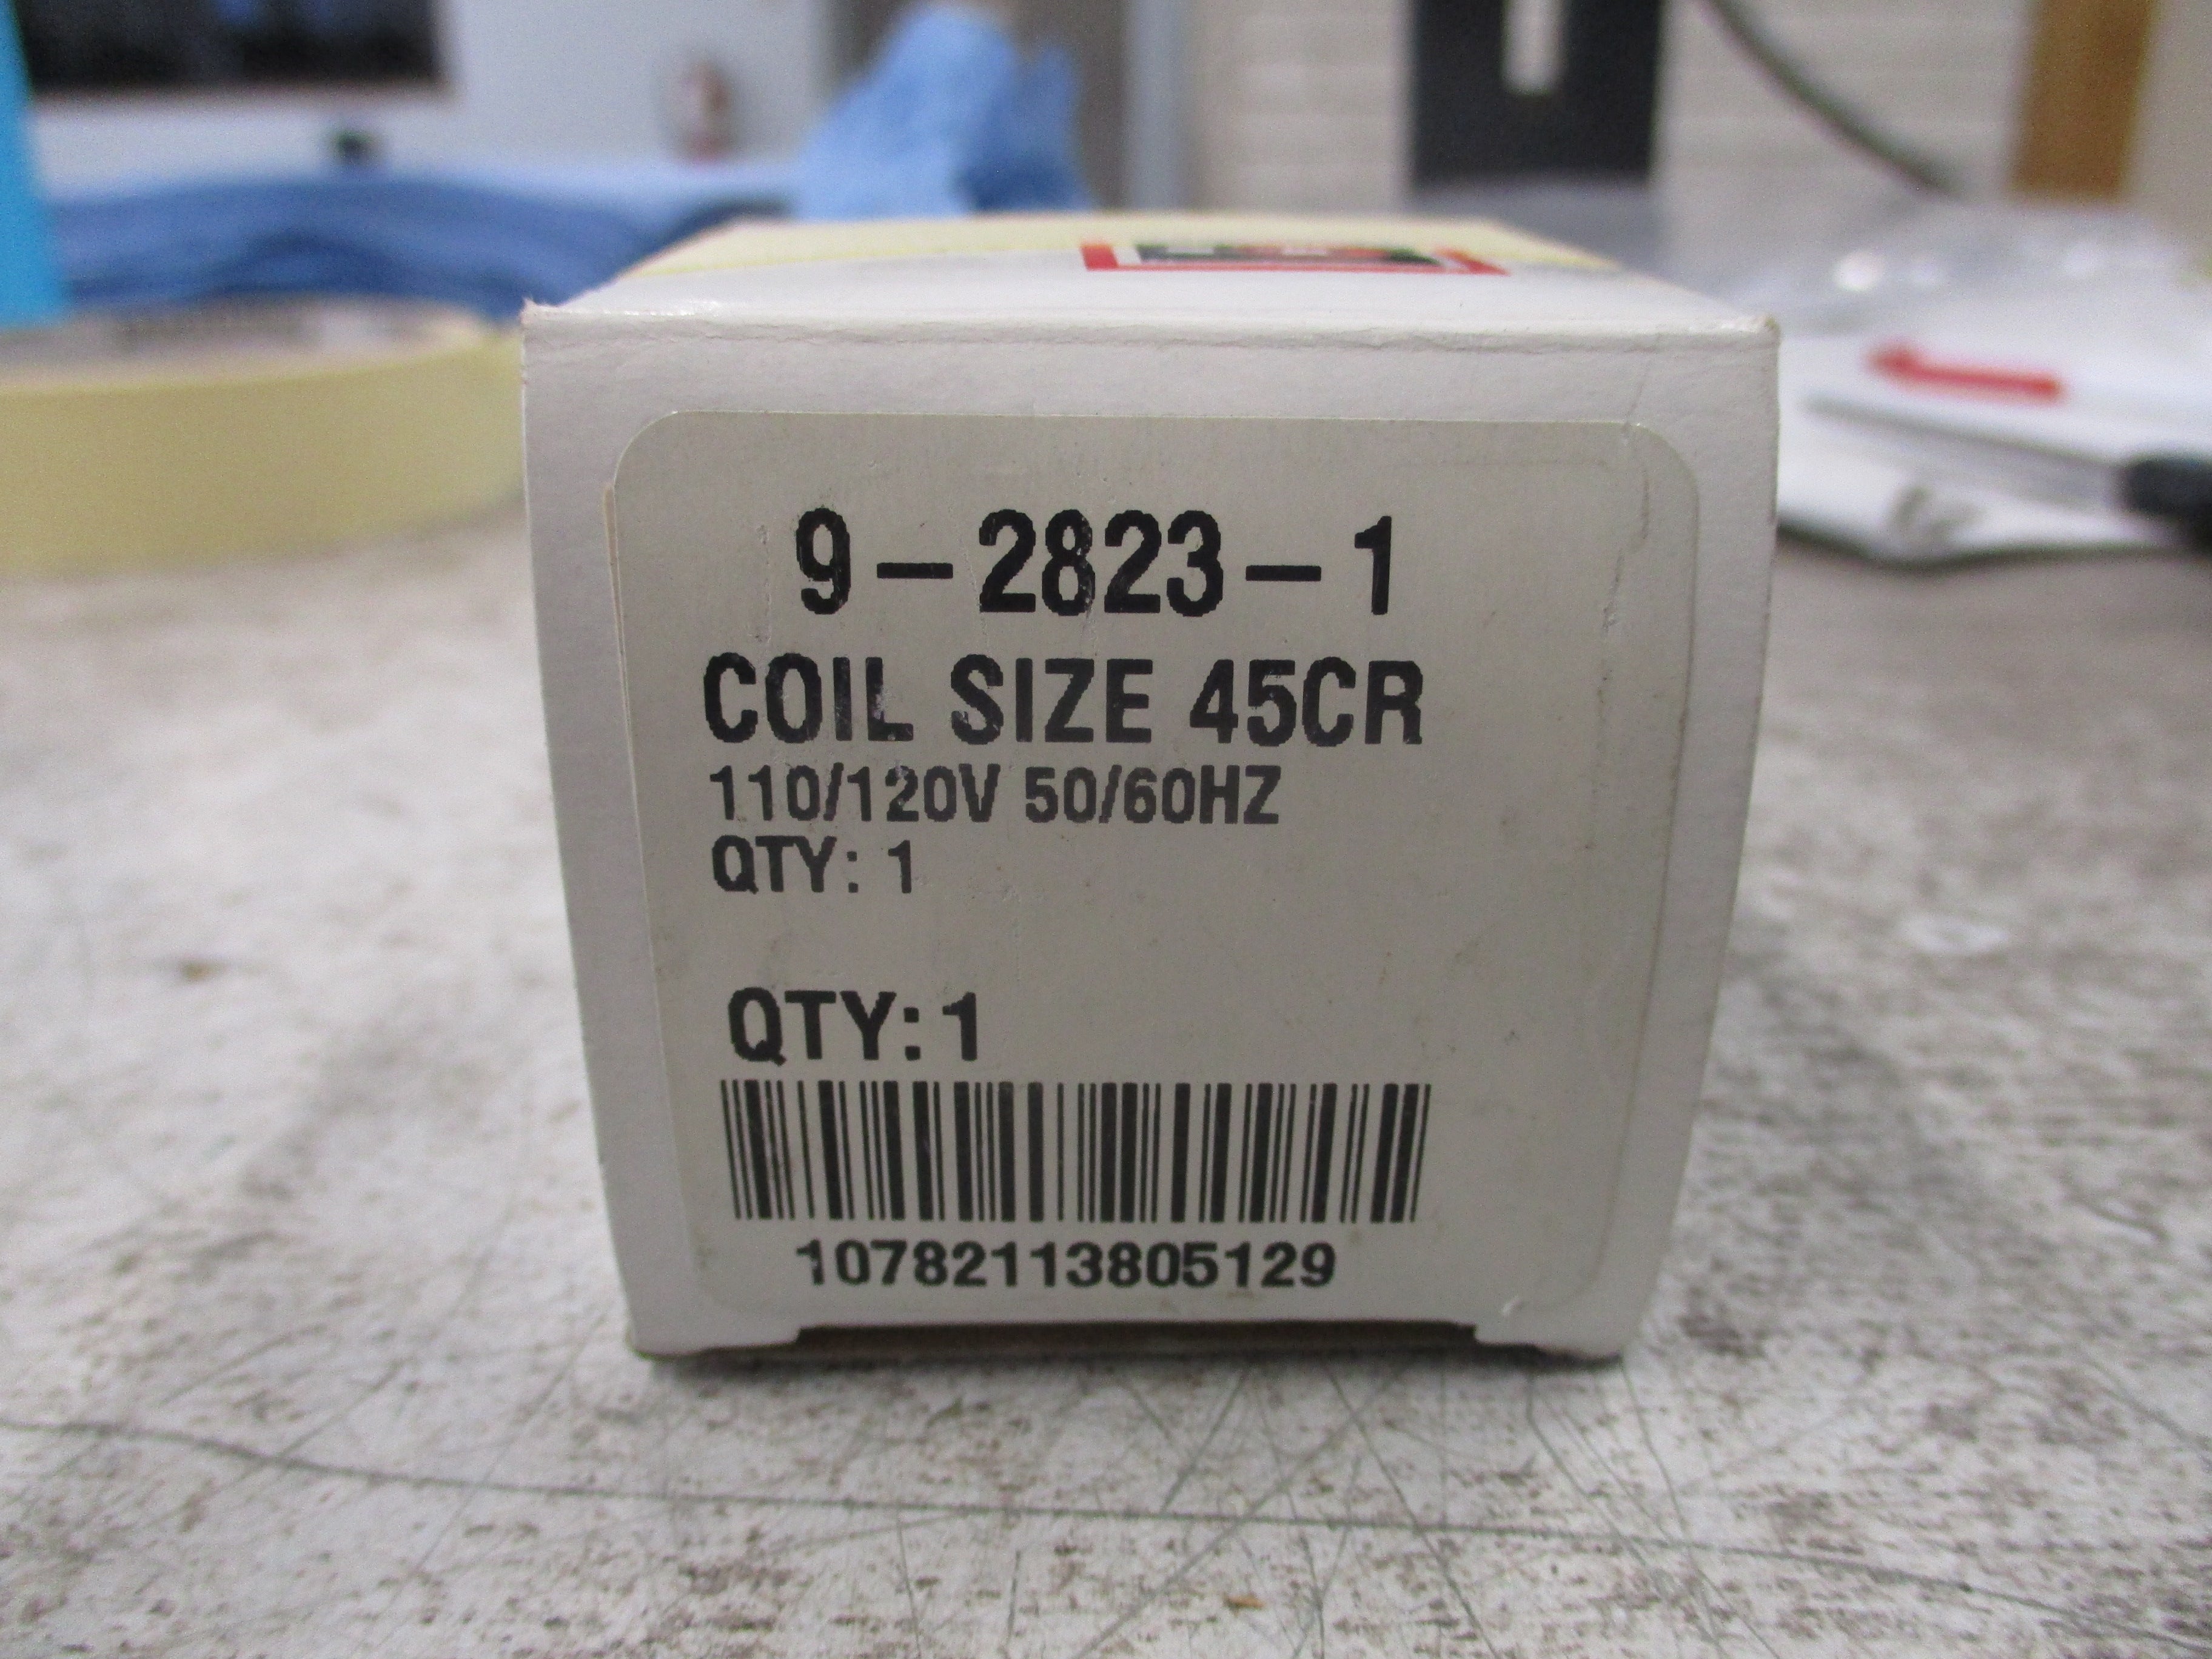 9-2823-1
COIL SIZE 45CR
110/120V 50/60HZ
QTY: 1
QTY: 1
10782113805129